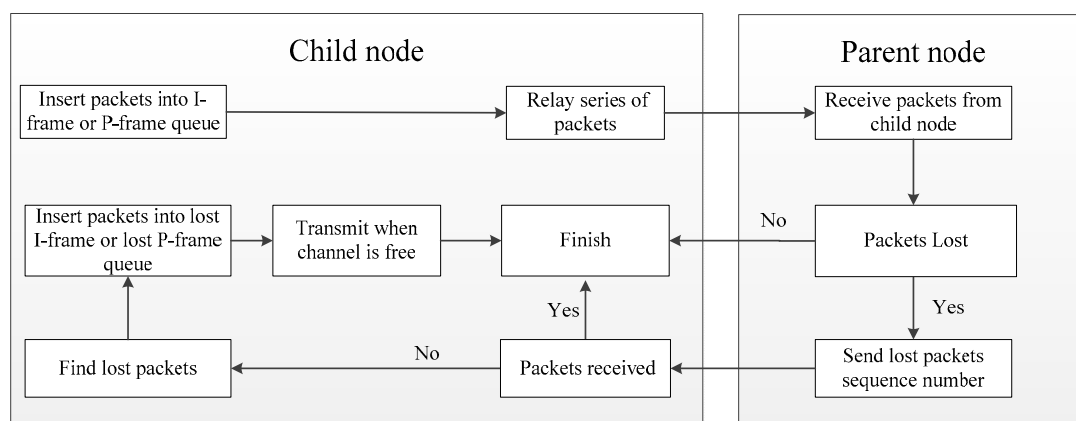 Child node
Parent node
Insert packets into I-
frame or P-frame queue
Relay series of
packets
Receive packets from
child node
Insert packets into lost
I-frame or lost P-frame
queue
Transmit when
channel is free
Finish
No
Packets Lost
Yes
Yes
Find lost packets
No
Packets received
Send lost packets
sequence number